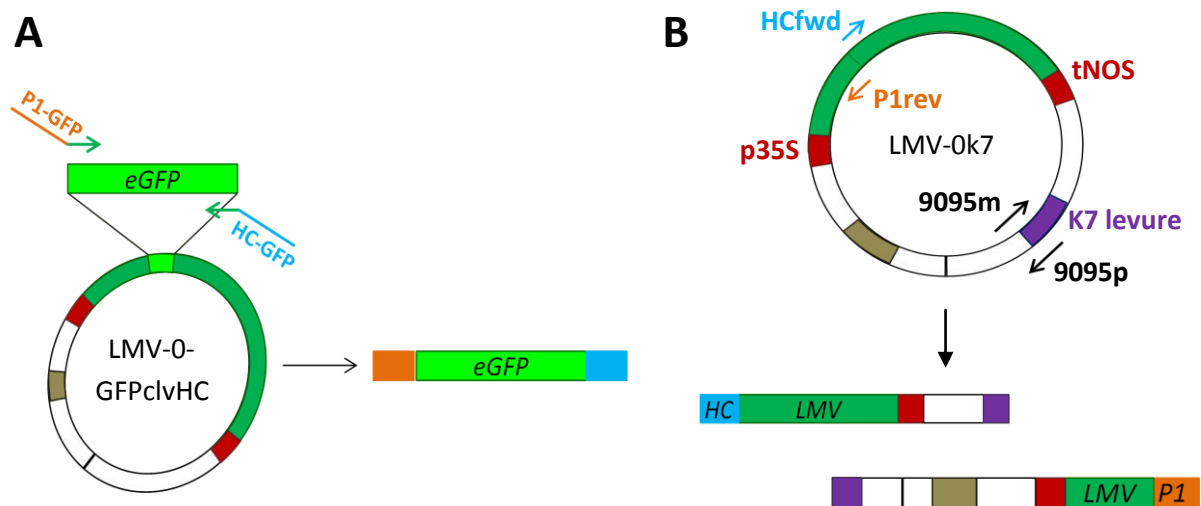 A
P1-GFP
eGFP
HC-GFP
LMV-0-
GFPclvHC
eGFP
B
HCfwd
tNOS
P1rev
p35S
LMV-0k7
9095m
K7 levure
9095p
HC LMV
LMV P1